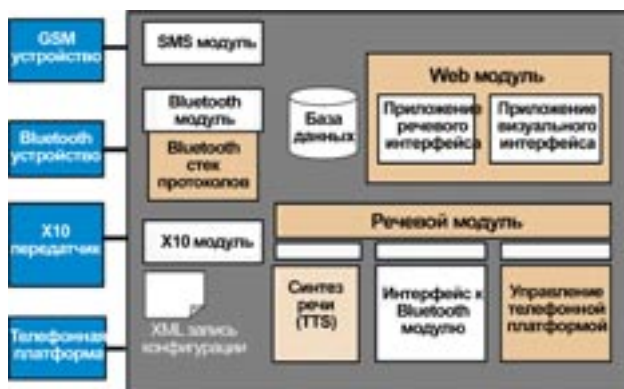 GSM
устройство
Bluetooth
устройство
X10
передатчик
Телефонная
платформа
SMS модуль
Bluetooth
модуль
Bluetooth
стек
протоколов
X10 модуль
XML запись
конфигурации
База
данных
Web модуль
Приложение
речевого
интерфейса
Приложение
визуального
интерфейса
Речевой модуль
Синтез
речи
(TTS)
Интерфейс к
Bluetooth
модулю
Управление
телефонной
платформой